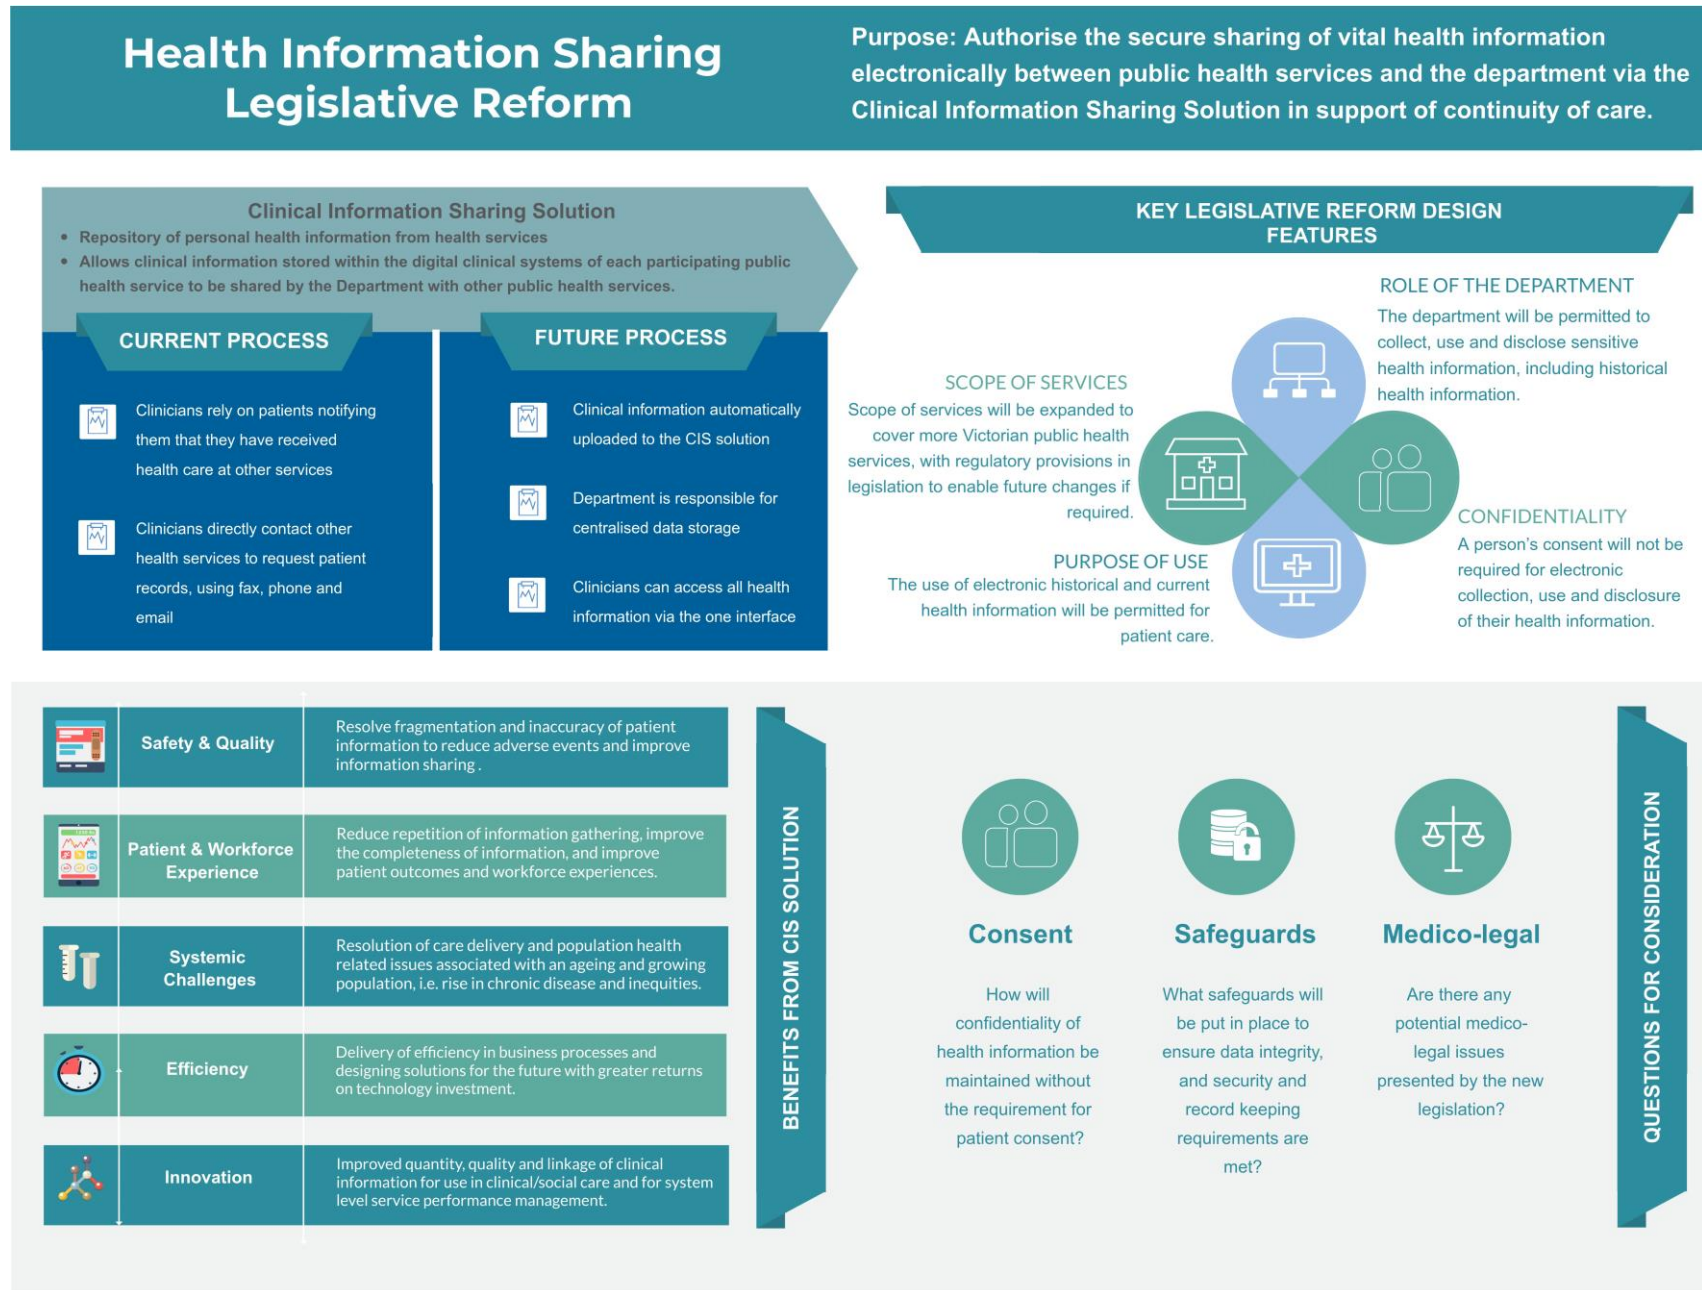 Health Information Sharing
Legislative Reform
Purpose: Authorise the secure sharing of vital health information
electronically between public health services and the department via the
Clinical Information Sharing Solution in support of continuity of care.
Clinical Information Sharing Solution
• Repository of personal health information from health services
• Allows clinical information stored within the digital clinical systems of each participating public
health service to be shared by the Department with other public health services.
CURRENT PROCESS
Clinicians rely on patients notifying
them that they have received
health care at other services
Clinicians directly contact other
health services to request patient
records, using fax, phone and
email
FUTURE PROCESS
Clinical information automatically
uploaded to the CIS solution
Department is responsible for
centralised data storage
Clinicians can access all health
information via the one interface
KEY LEGISLATIVE REFORM DESIGN
FEATURES
ROLE OF THE DEPARTMENT
The department will be permitted to
collect, use and disclose sensitive
health information, including historical
health information.
SCOPE OF SERVICES
Scope of services will be expanded to
cover more Victorian public health
services, with regulatory provisions in
legislation to enable future changes if
required.
CONFIDENTIALITY
A person's consent will not be
required for electronic
collection, use and disclosure
of their health information.
PURPOSE OF USE
The use of electronic historical and current
health information will be permitted for
patient care.
Safety & Quality
Resolve fragmentation and inaccuracy of patient
information to reduce adverse events and improve
information sharing .
Patient & Workforce
Experience
Reduce repetition of information gathering, improve
the completeness of information, and improve
patient outcomes and workforce experiences.
Systemic
Challenges
Resolution of care delivery and population health
related issues associated with an ageing and growing
population, i.e. rise in chronic disease and inequities.
Efficiency
Delivery of efficiency in business processes and
designing solutions for the future with greater returns
on technology investment.
Innovation
Improved quantity, quality and linkage of clinical
information for use in clinical/social care and for system
level service performance management.
BENEFITS FROM CIS SOLUTION
Consent
How will
confidentiality of
health information be
maintained without
the requirement for
patient consent?
Safeguards
What safeguards will
be put in place to
ensure data integrity,
and security and
record keeping
requirements are
met?
Medico-legal
Are there any
potential medico-
legal issues
presented by the new
legislation?
QUESTIONS FOR CONSIDERATION